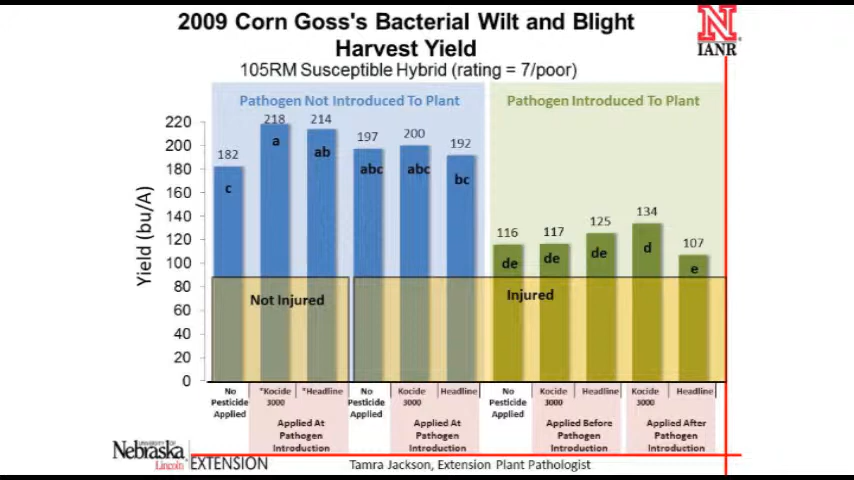 2009 Corn Goss's Bacterial Wilt and Blight
Harvest Yield
105RM Susceptible Hybrid (rating = 7/poor)
N
IANR
Pathogen Not Introduced To Plant
Pathogen Introduced To Plant
Yield (bu/A)
220
200
180
160
140
120
100
80
60
40
20
0
182
218
214
197
200
192
116
117
125
134
107
c
a
ab
abc
abc
bc
de
de
de
d
e
Not Injured
Injured
No Pesticide Applied
*Kocide 3000
*Headline
No Pesticide Applied
Kocide 3000
Headline
No Pesticide Applied
Kocide 3000
Headline
Kocide 3000
Headline
Applied At Pathogen Introduction
Applied At Pathogen Introduction
Applied Before Pathogen Introduction
Applied After Pathogen Introduction
UNIVERSITY OF
Nebraska
Lincoln
EXTENSION
Tamra Jackson, Extension Plant Pathologist